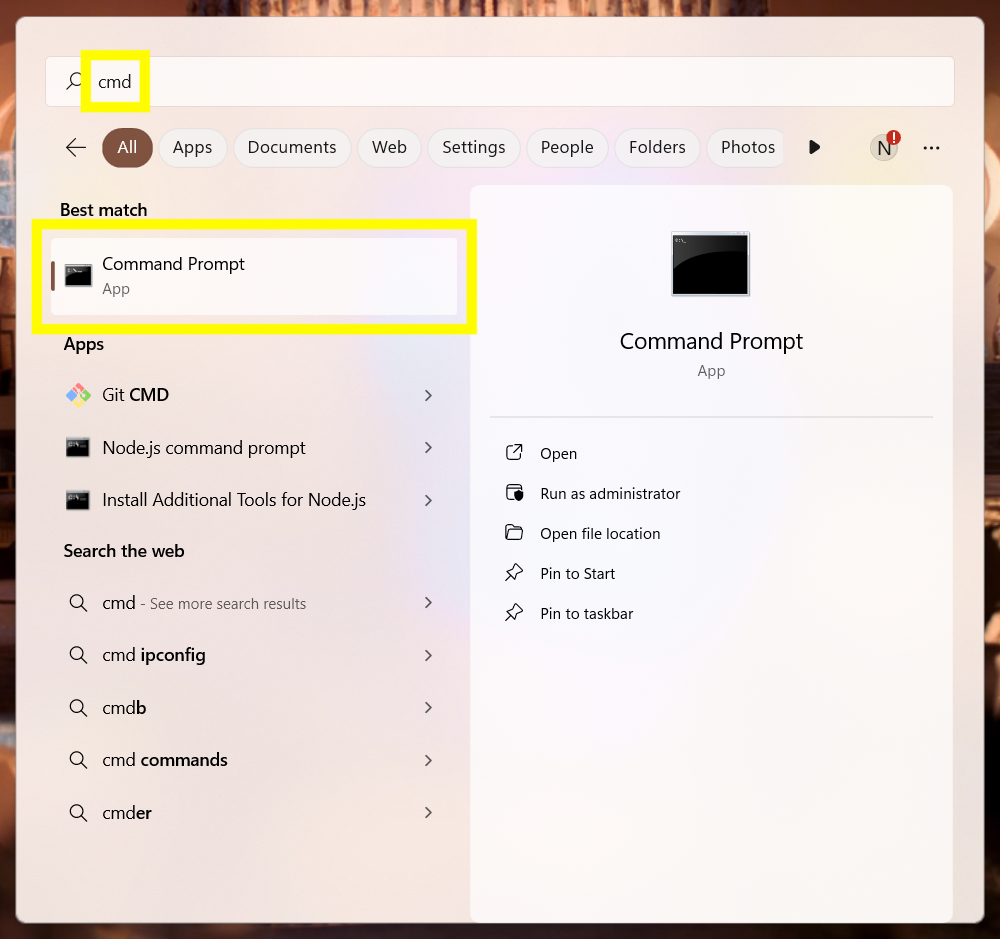 cmd
All Apps Documents Web Settings People Folders Photos N
Best match
Command Prompt
App
Apps
Git CMD
Node.js command prompt
Install Additional Tools for Node.js
Search the web
cmd - See more search results
cmd ipconfig
cmdb
cmd commands
cmder
Command Prompt
App
Open
Run as administrator
Open file location
Pin to Start
Pin to taskbar